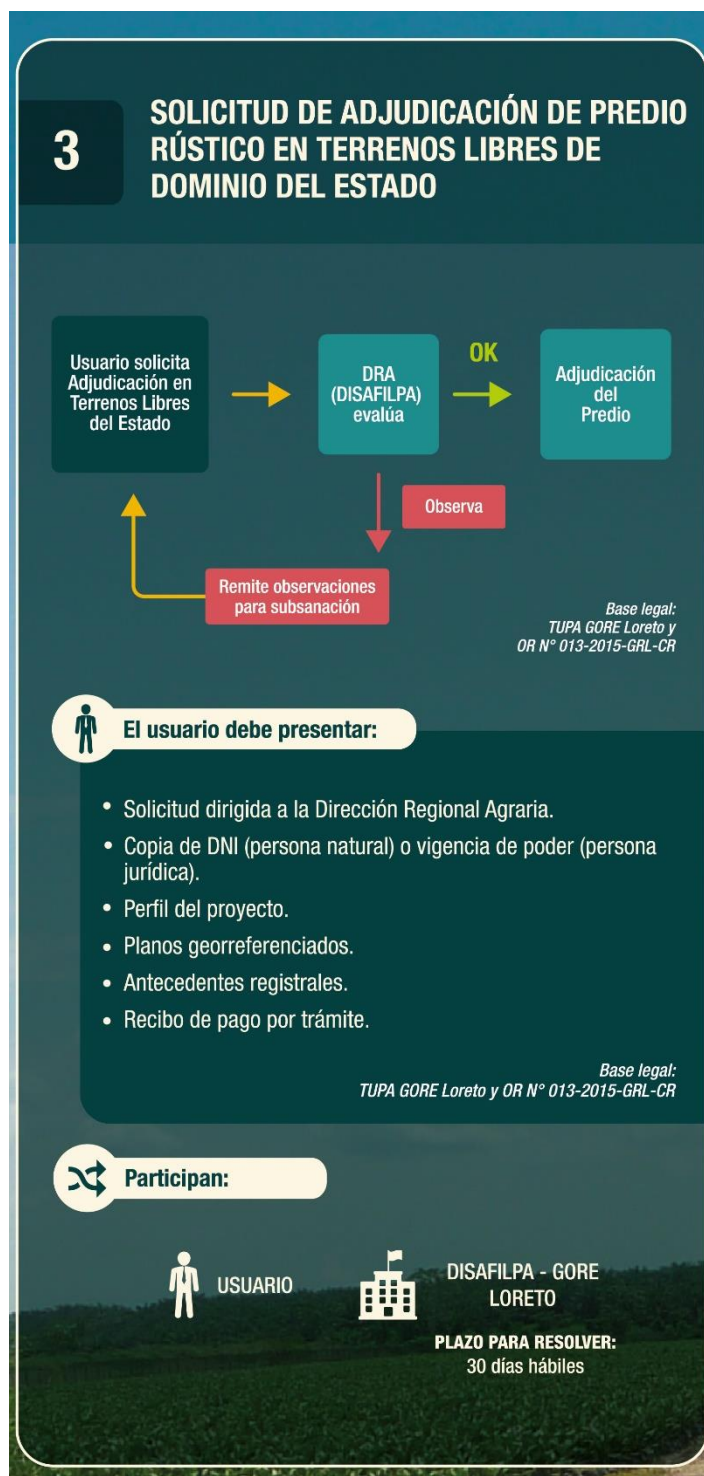 3
SOLICITUD DE ADJUDICACIÓN DE PREDIO
RÚSTICO EN TERRENOS LIBRES DE
DOMINIO DEL ESTADO
Usuario solicita
Adjudicación en
Terrenos Libres
del Estado
DRA
(DISAFILPA)
evalúa
OK
Adjudicación
del
Predio
Observa
Remite observaciones
para subsanación
Base legal:
TUPA GORE Loreto y
OR N° 013-2015-GRL-CR
El usuario debe presentar:
• Solicitud dirigida a la Dirección Regional Agraria.
• Copia de DNI (persona natural) o vigencia de poder (persona
jurídica).
• Perfil del proyecto.
• Planos georreferenciados.
• Antecedentes registrales.
• Recibo de pago por trámite.
Base legal:
TUPA GORE Loreto y OR N° 013-2015-GRL-CR
Participan:
USUARIO
DISAFILPA - GORE
LORETO
PLAZO PARA RESOLVER:
30 días hábiles